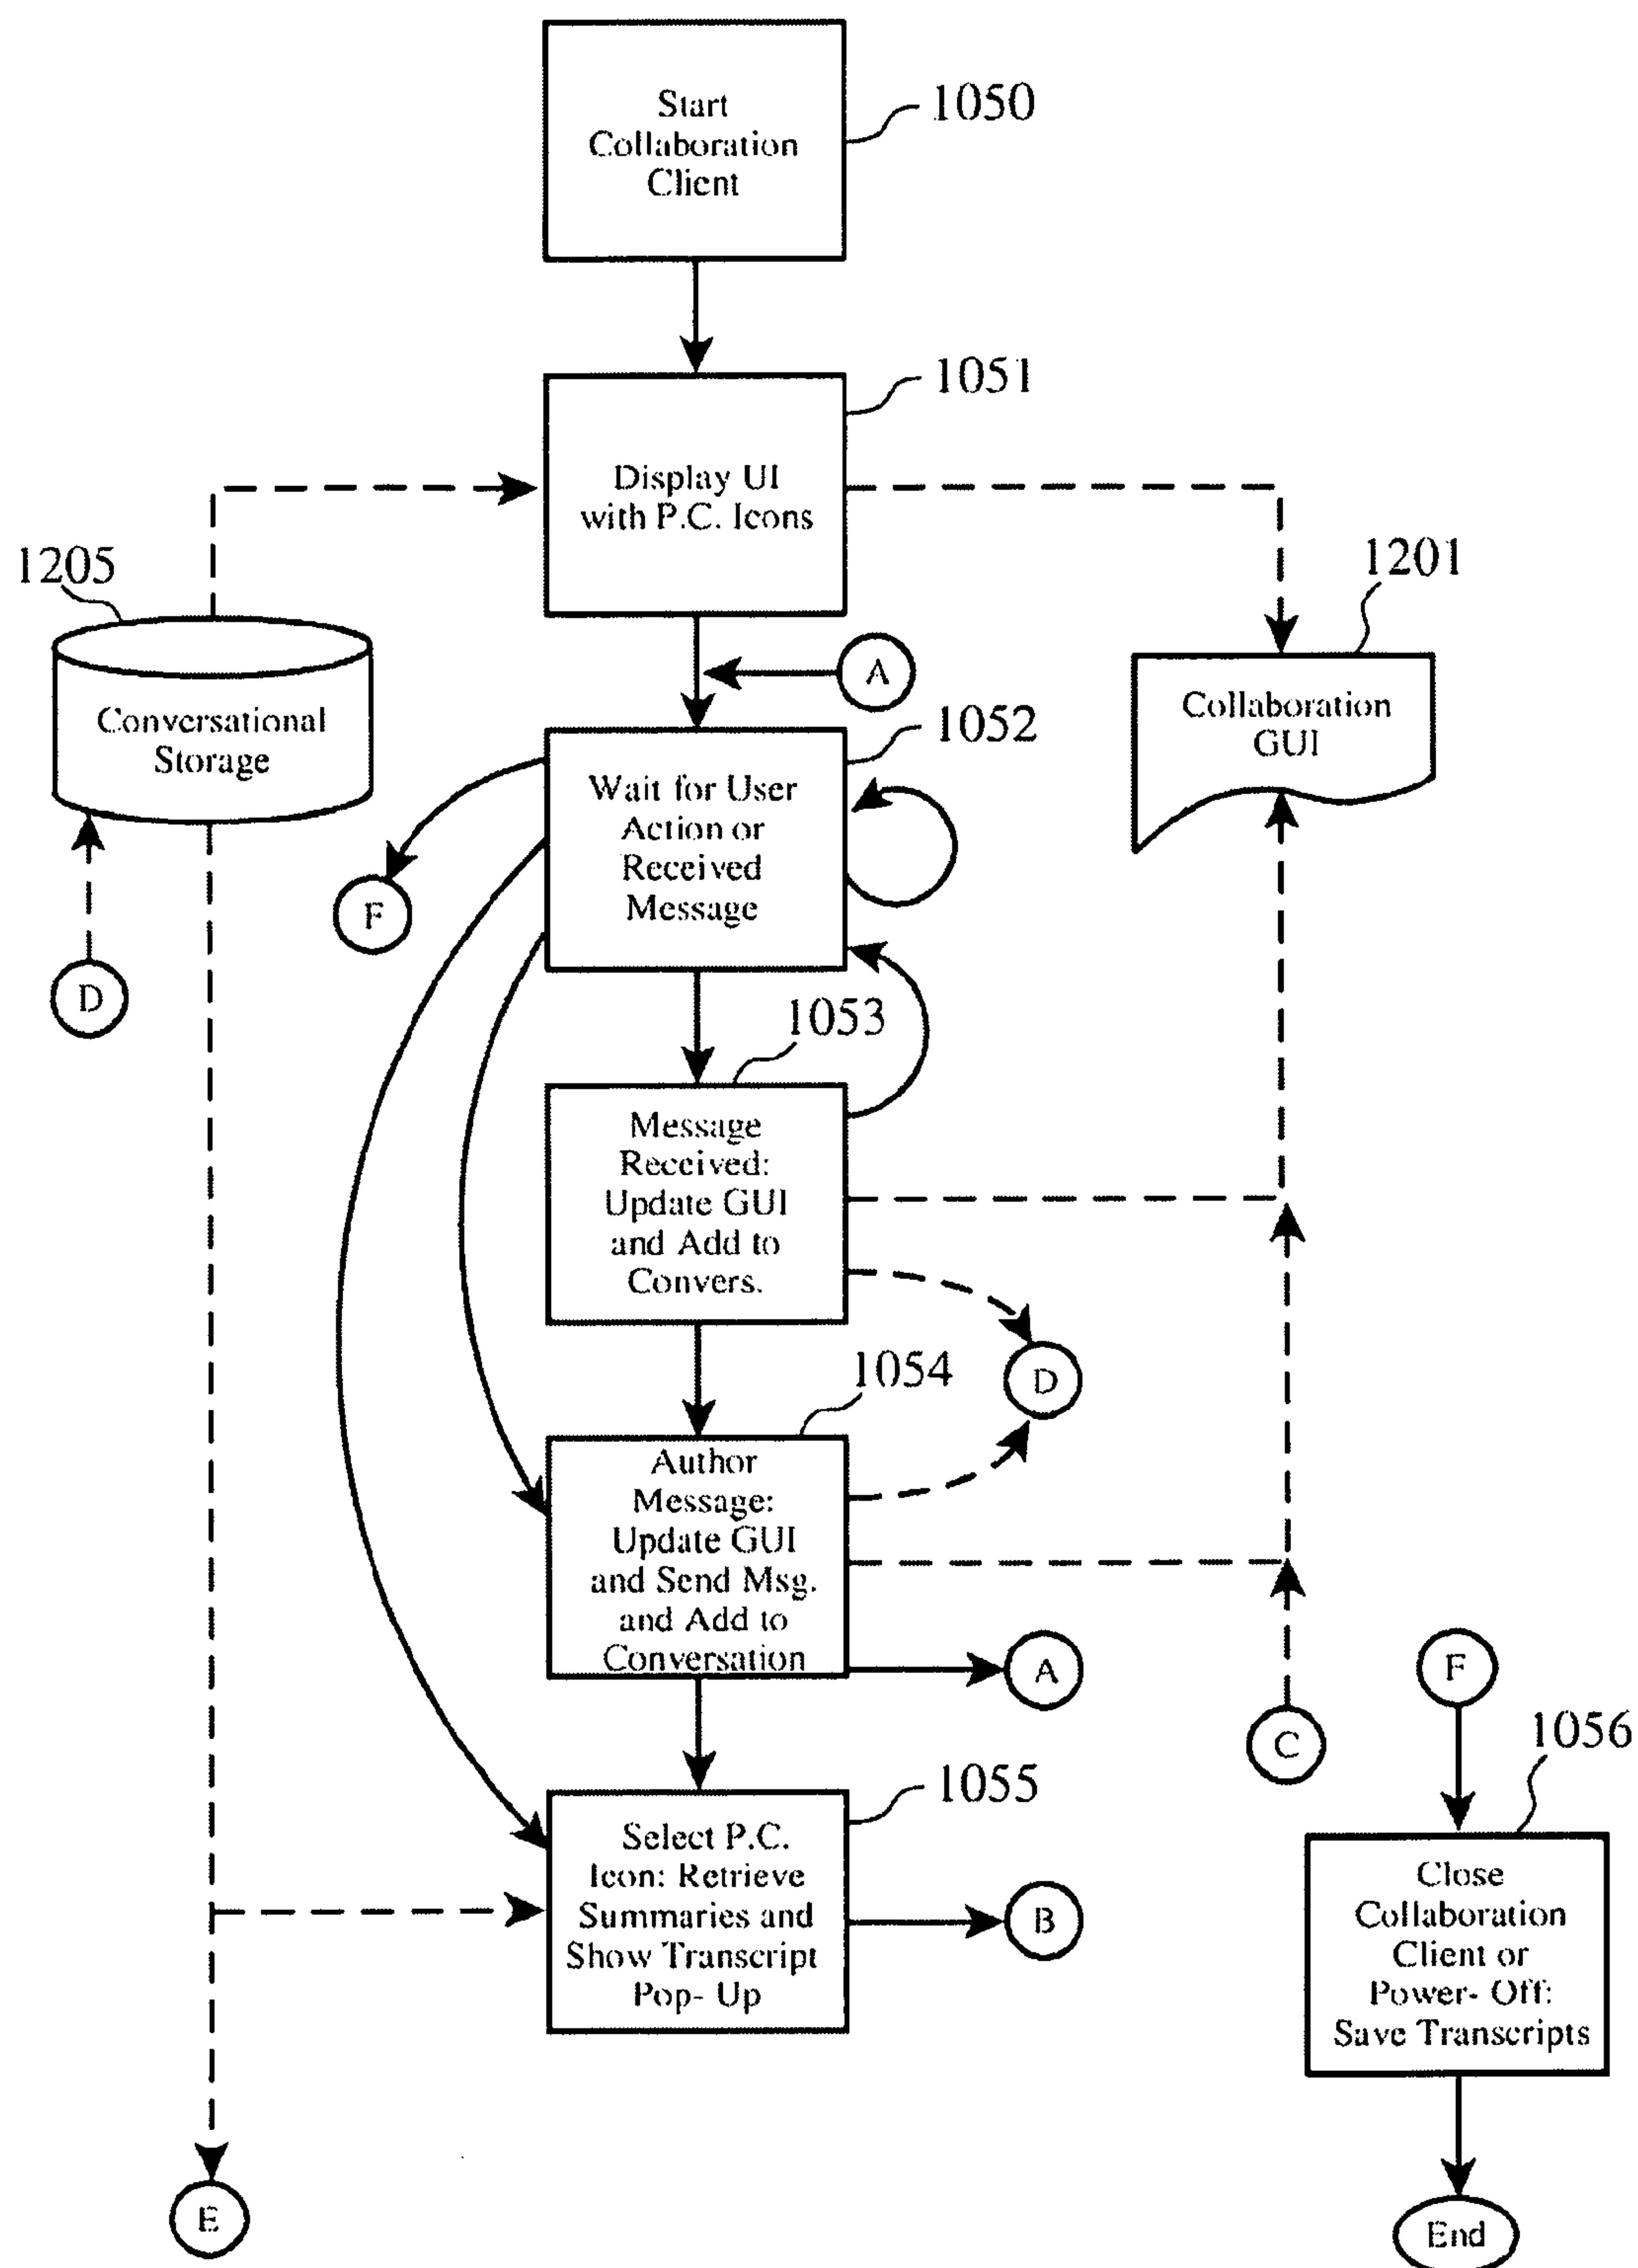 Start
Collaboration
Client
1050
1051
Display UI
with P.C. Icons
1205
Conversational
Storage
1201
Collaboration
GUI
A
1052
Wait for User
Action or
Received
Message
F
D
1053
Message
Received:
Update GUI
and Add to
Convers.
D
1054
Author
Message:
Update GUI
and Send Msg.
and Add to
Conversation
A
C
F
1055
Select P.C.
Icon: Retrieve
Summaries and
Show Transcript
Pop- Up
B
1056
Close
Collaboration
Client or
Power- Off:
Save Transcripts
E
End